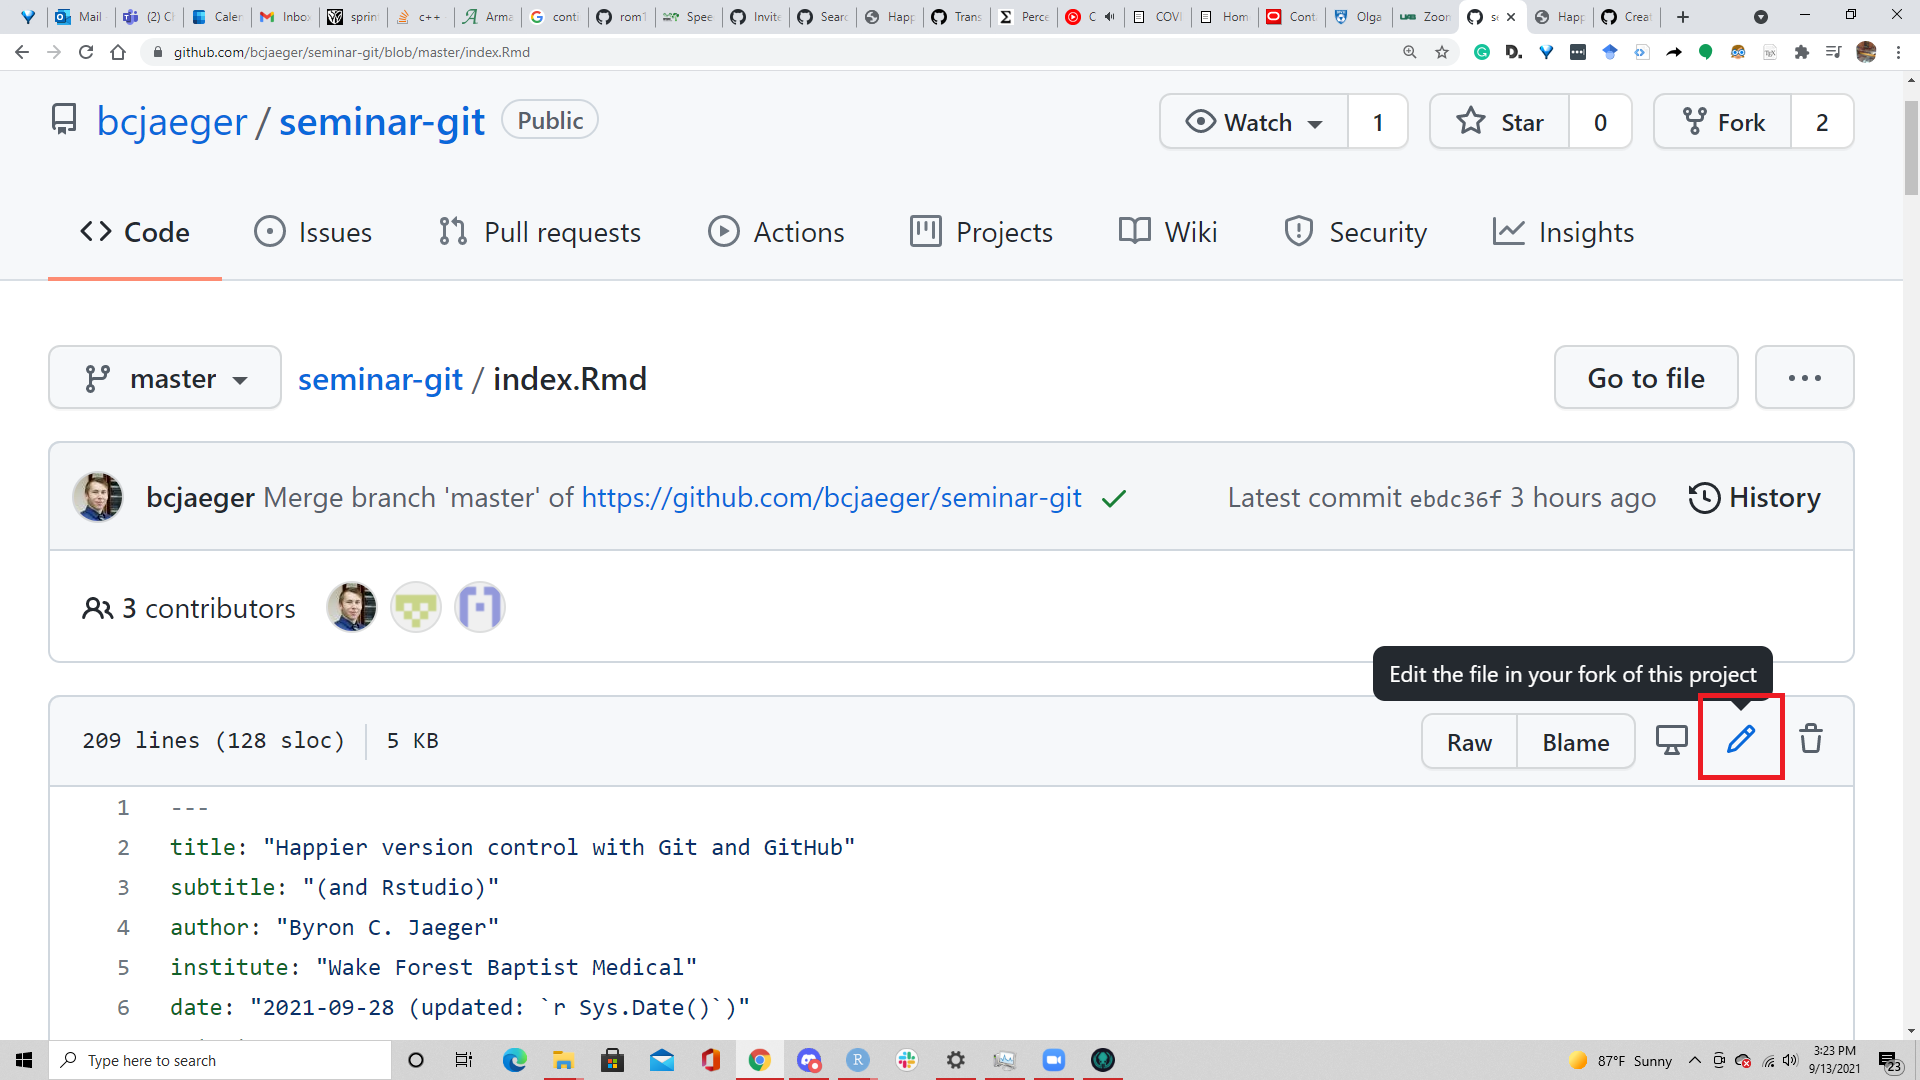 Mail
(2) C
Caler
Inbo
sprin
c++
Arma
conti
rom1
Spee
Invite
Searc
Happ
Trans
Perce
C
COVI
Hom
Cont
Olga
Zoon
se
Happ
Creat
github.com/bcjaeger/seminar-git/blob/master/index.Rmd
bcjaeger / seminar-git Public
Watch 1 Star 0 Fork 2
Code Issues Pull requests Actions Projects Wiki Security Insights
master seminar-git / index.Rmd Go to file ...
bcjaeger Merge branch 'master' of https://github.com/bcjaeger/seminar-git Latest commit ebdc36f 3 hours ago History
3 contributors
Edit the file in your fork of this project
209 lines (128 sloc) 5 KB Raw Blame
1 ---
2 title: "Happier version control with Git and GitHub"
3 subtitle: "(and Rstudio)"
4 author: "Byron C. Jaeger"
5 institute: "Wake Forest Baptist Medical"
6 date: "2021-09-28 (updated: `r Sys.Date()`)"
Type here to search
87°F Sunny
3:23 PM
9/13/2021
23